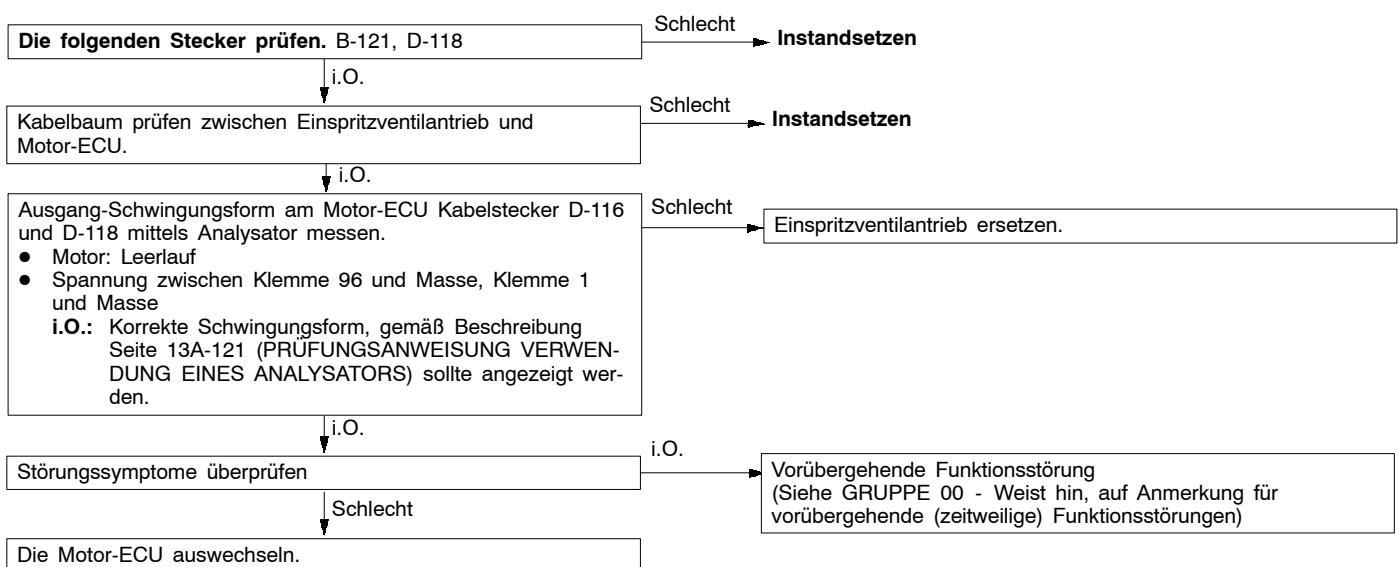 Die folgenden Stecker prüfen. B-121, D-118
Schlecht
Instandsetzen
i.O.
Kabelbaum prüfen zwischen Einspritzventilantrieb und
Motor-ECU.
Schlecht
Instandsetzen
i.O.
Ausgang-Schwingungsform am Motor-ECU Kabelstecker D-116
und D-118 mittels Analysator messen.
● Motor: Leerlauf
● Spannung zwischen Klemme 96 und Masse, Klemme 1
und Masse
i.O.: Korrekte Schwingungsform, gemäß Beschreibung
Seite 13A-121 (PRÜFUNGSANWEISUNG VERWEN-
DUNG EINES ANALYSATORS) sollte angezeigt wer-
den.
Schlecht
Einspritzventilantrieb ersetzen.
i.O.
Störungssymptome überprüfen
i.O.
Vorübergehende Funktionsstörung
(Siehe GRUPPE 00 - Weist hin, auf Anmerkung für
vorübergehende (zeitweilige) Funktionsstörungen)
Schlecht
Die Motor-ECU auswechseln.